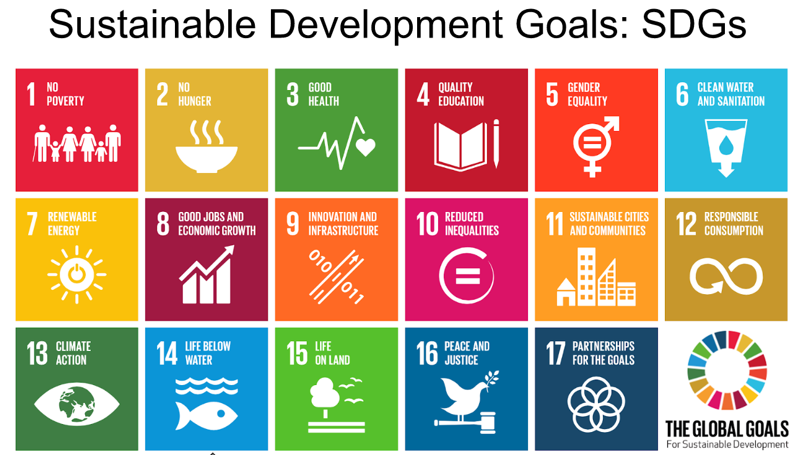 Sustainable Development Goals: SDGs
1 NO
POVERTY
2 NO
HUNGER
3 GOOD
HEALTH
4 QUALITY
EDUCATION
5 GENDER
EQUALITY
6 CLEAN WATER
AND SANITATION
7 RENEWABLE
ENERGY
8 GOOD JOBS AND
ECONOMIC GROWTH
9 INNOVATION AND
INFRASTRUCTURE
010
011
10 REDUCED
INEQUALITIES
11 SUSTAINABLE CITIES
AND COMMUNITIES
12 RESPONSIBLE
CONSUMPTION
13 CLIMATE
ACTION
14 LIFE BELOW
WATER
15 LIFE
ON LAND
16 PEACE AND
JUSTICE
17 PARTNERSHIPS
FOR THE GOALS
THE GLOBAL GOALS
For Sustainable Development